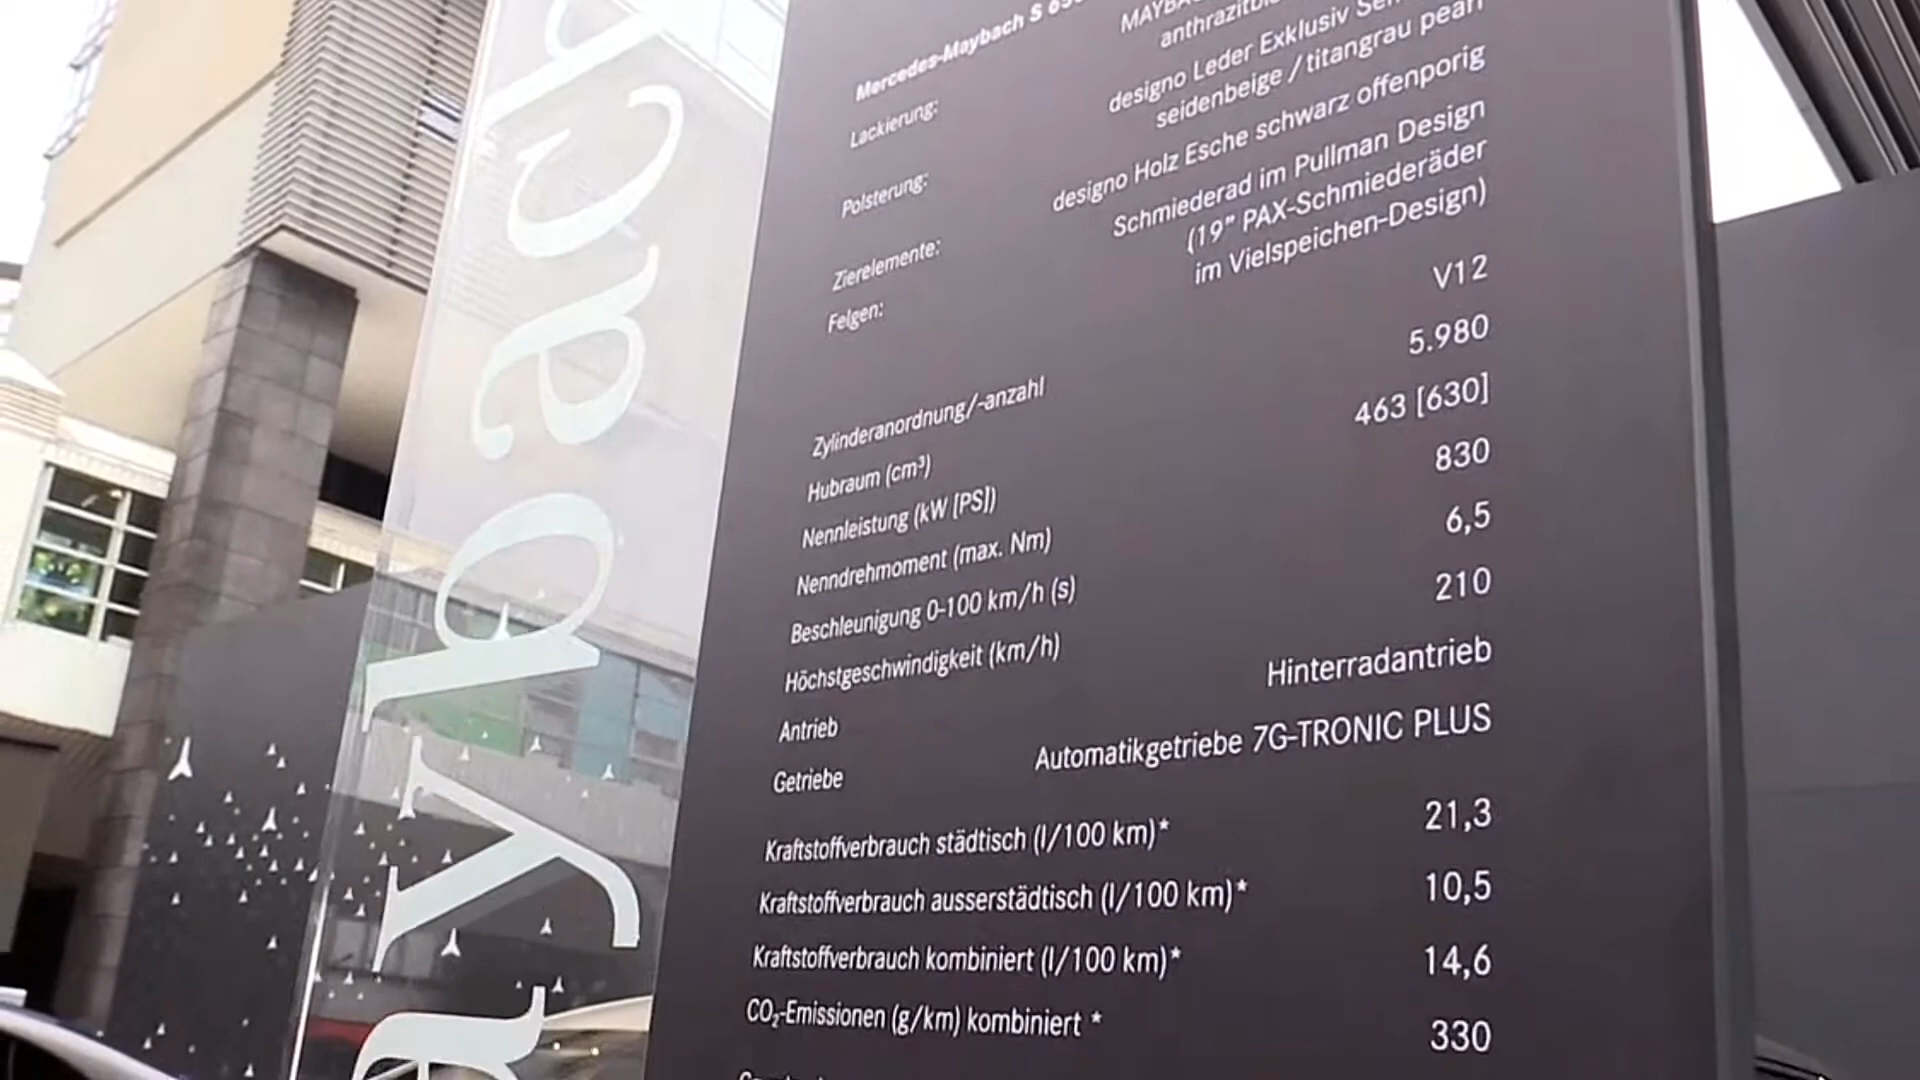 Mercedes-Maybach S
Lackierung:
designo Leder Exklusiv
seidenbeige / titangrau pearl
Polsterung:
designo Holz Esche schwarz offenporig
Zierelemente:
Schmiederad im Pullman Design
(19" PAX-Schmiederäder
im Vielspeichen-Design)
Felgen:
Zylinderanordnung/-anzahl V12
Hubraum (cm³) 5.980
Nennleistung (kW [PS]) 463 [630]
Nenndrehmoment (max. Nm) 830
Beschleunigung 0-100 km/h (s) 6,5
Höchstgeschwindigkeit (km/h) 210
Antrieb Hinterradantrieb
Getriebe Automatikgetriebe 7G-TRONIC PLUS
Kraftstoffverbrauch städtisch (l/100 km)* 21,3
Kraftstoffverbrauch ausserstädtisch (l/100 km)* 10,5
Kraftstoffverbrauch kombiniert (l/100 km)* 14,6
CO₂-Emissionen (g/km) kombiniert * 330
aybach